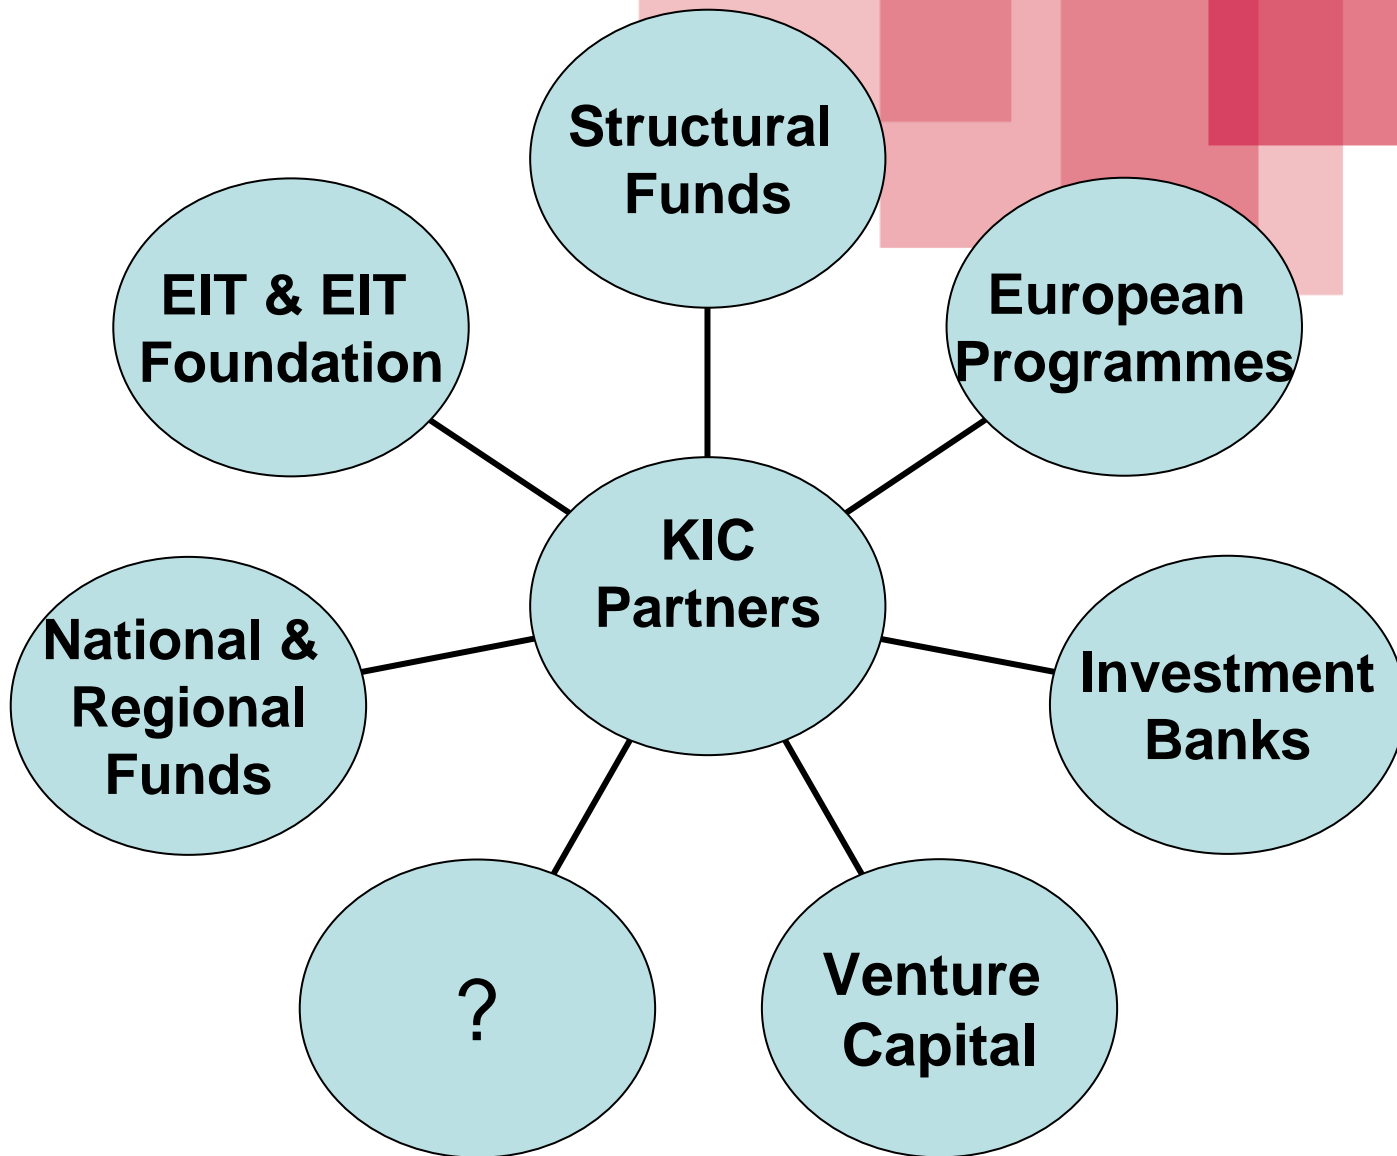 Structural
Funds
EIT & EIT
Foundation
European
Programmes
KIC
Partners
National &
Regional
Funds
Investment
Banks
?
Venture
Capital